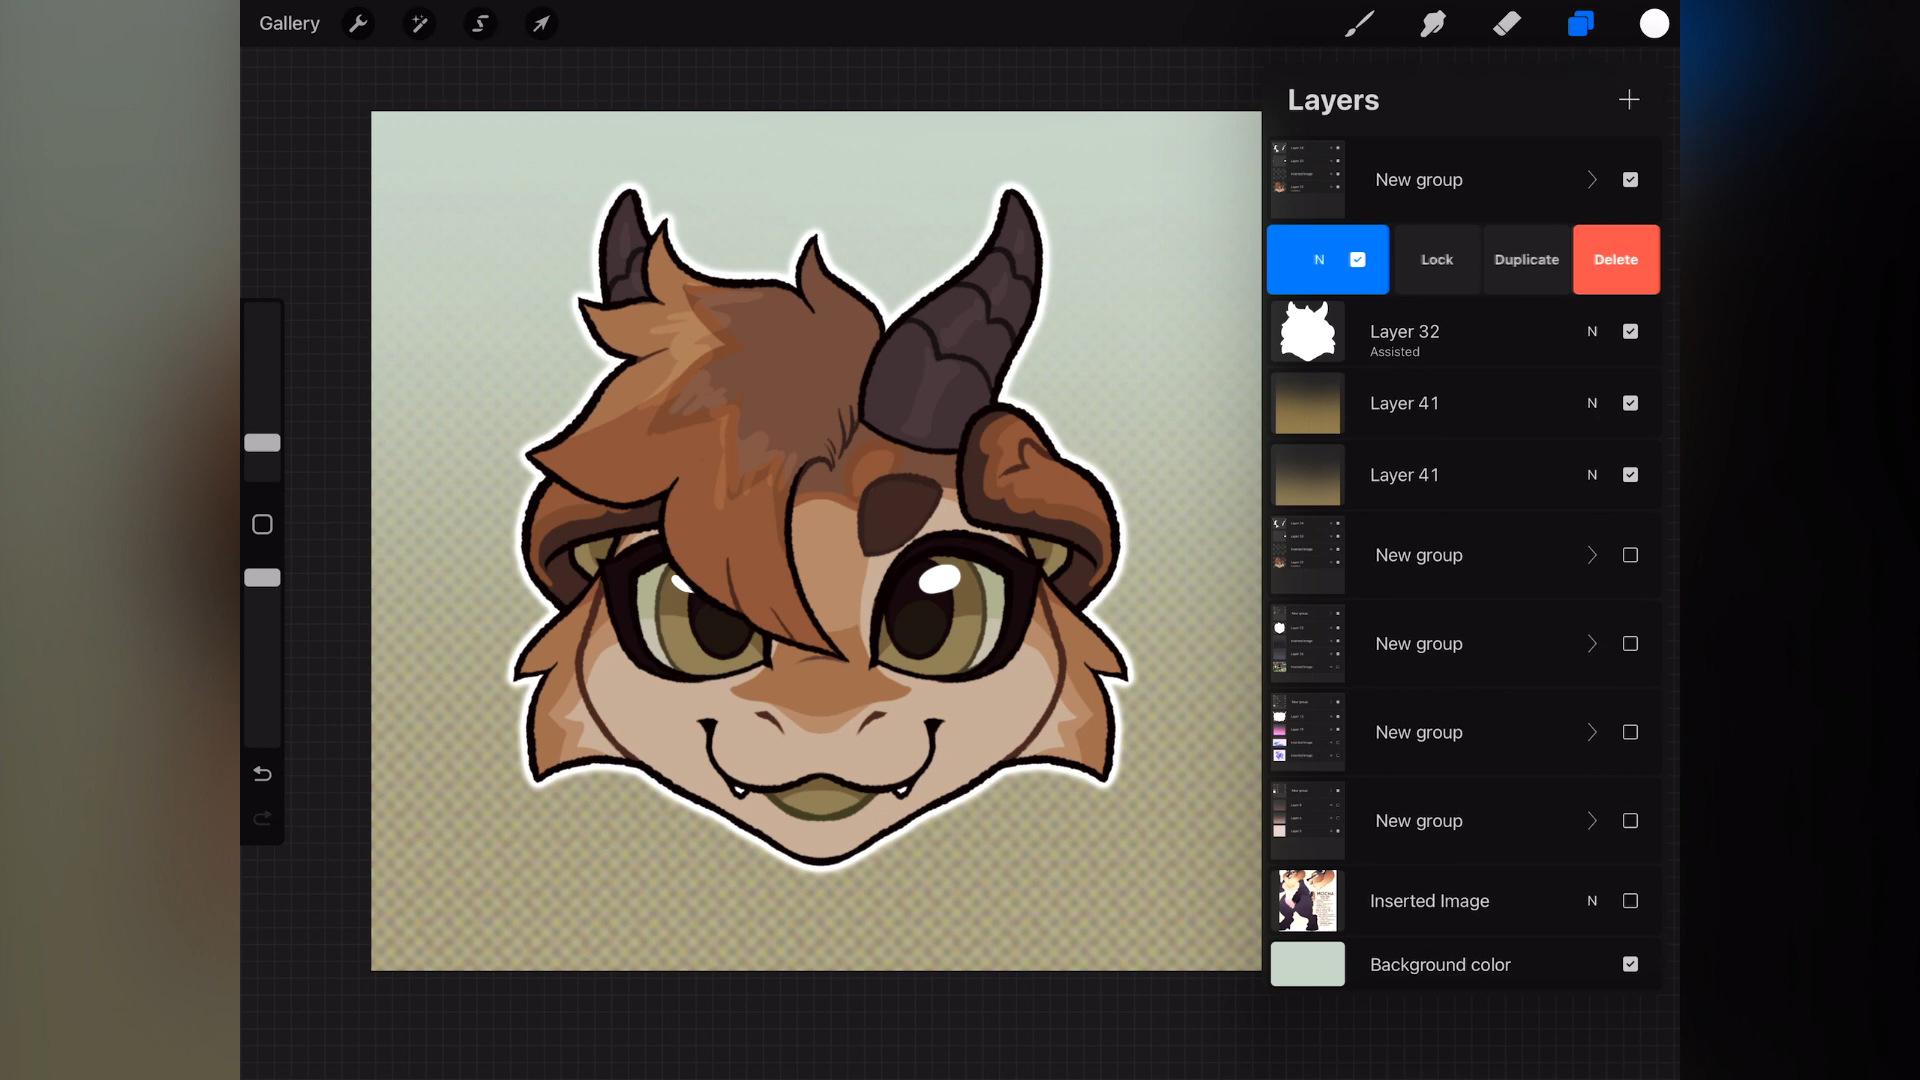 Gallery
Layers
New group
N
Lock
Duplicate
Delete
Layer 32
N
Assisted
Layer 41
N
Layer 41
N
New group
New group
New group
New group
MOCHA
Inserted Image
N
Background color